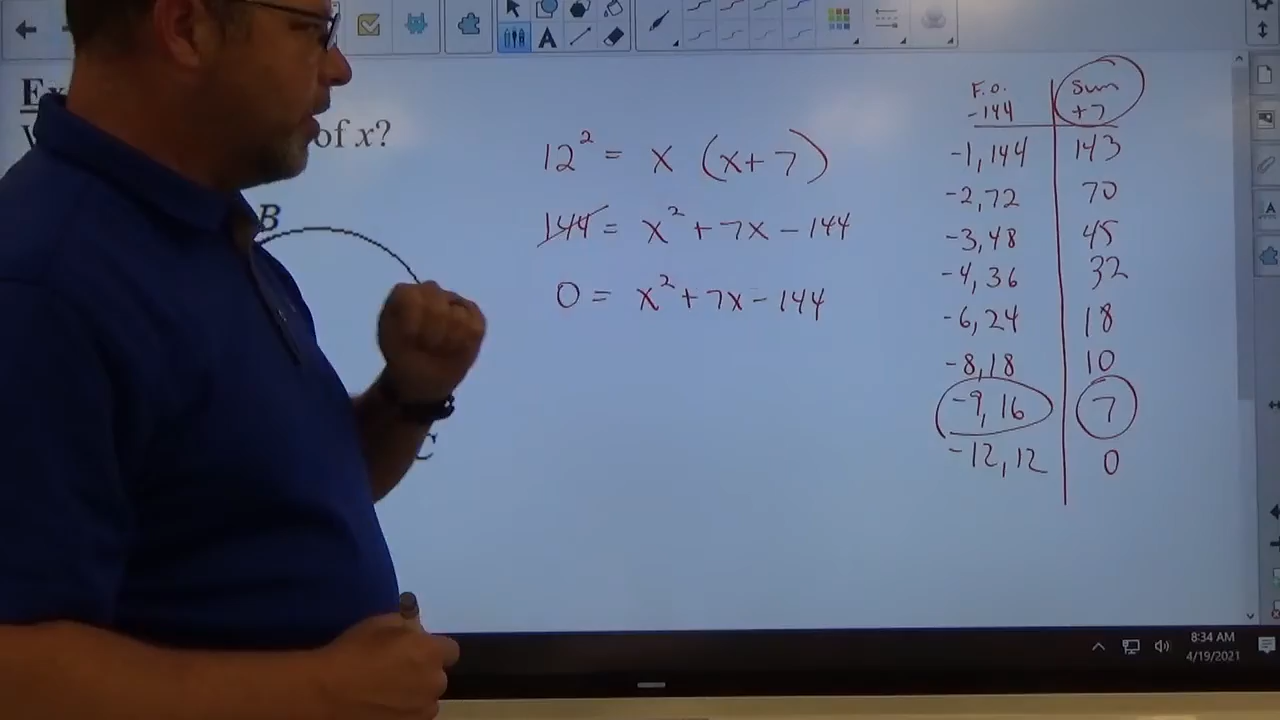 Ex
of x?
B
C
12² = x (x+7)
144 = x² + 7x - 144
0 = x² + 7x - 144
F.O. Sum
-144 +7
-1, 144 143
-2, 72 70
-3, 48 45
-4, 36 32
-6, 24 18
-8, 18 10
-9, 16 7
-12, 12 0
8:34 AM
4/19/2021